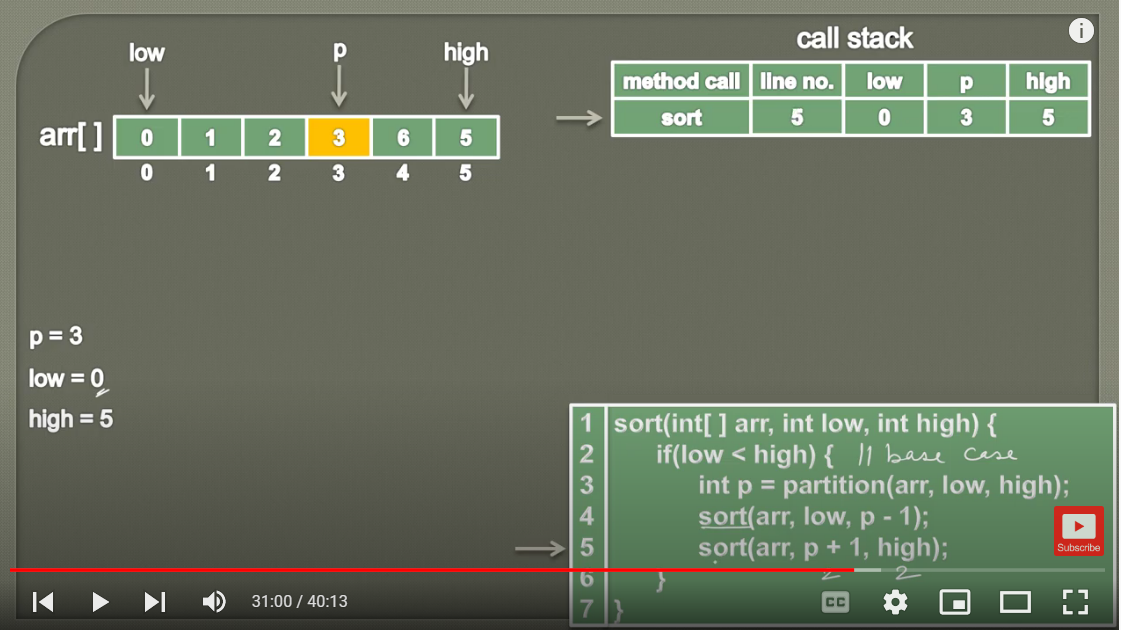 call stack
i
low p high
method call line no. low p high
sort 5 0 3 5
arr[ ] 0 1 2 3 6 5
0 1 2 3 4 5
p = 3
low = 0
high = 5
1 sort(int[ ] arr, int low, int high) {
2 if(low < high) { // base case
3 int p = partition(arr, low, high);
4 sort(arr, low, p - 1);
5 sort(arr, p + 1, high);
6 }
2 2
7 }
Subscribe
31:00 / 40:13
CC